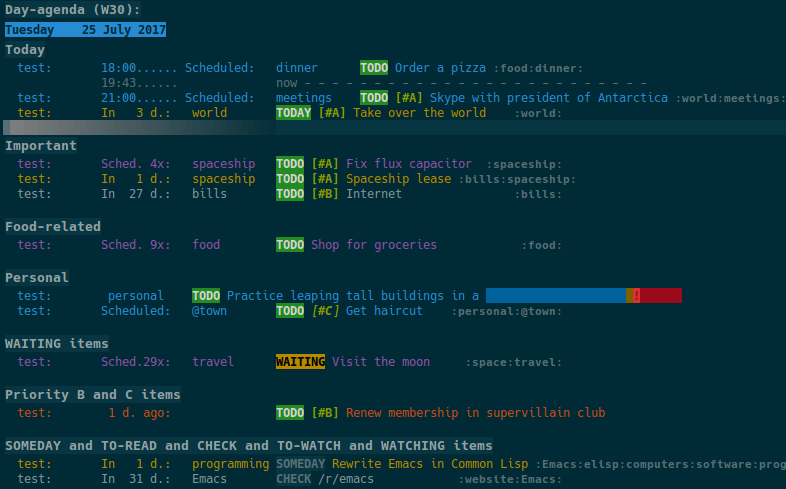 Day-agenda (W30):
Tuesday 25 July 2017
Today
test: 18:00...... Scheduled: dinner TODO Order a pizza :food:dinner:
19:43...... now - - - - - - - - - - - - - - - - - - - - - - - - -
test: 21:00...... Scheduled: meetings TODO [#A] Skype with president of Antarctica :world:meetings:
test: In 3 d.: world TODAY [#A] Take over the world :world:
Important
test: Sched. 4x: spaceship TODO [#A] Fix flux capacitor :spaceship:
test: In 1 d.: spaceship TODO [#A] Spaceship lease :bills:spaceship:
test: In 27 d.: bills TODO [#B] Internet :bills:
Food-related
test: Sched. 9x: food TODO Shop for groceries :food:
Personal
test: personal TODO Practice leaping tall buildings in a !
test: Scheduled: @town TODO [#C] Get haircut :personal:@town:
WAITING items
test: Sched.29x: travel WAITING Visit the moon :space:travel:
Priority B and C items
test: 1 d. ago: TODO [#B] Renew membership in supervillain club
SOMEDAY and TO-READ and CHECK and TO-WATCH and WATCHING items
test: In 1 d.: programming SOMEDAY Rewrite Emacs in Common Lisp :Emacs:elisp:computers:software:prog
test: In 31 d.: Emacs CHECK /r/emacs :website:Emacs: